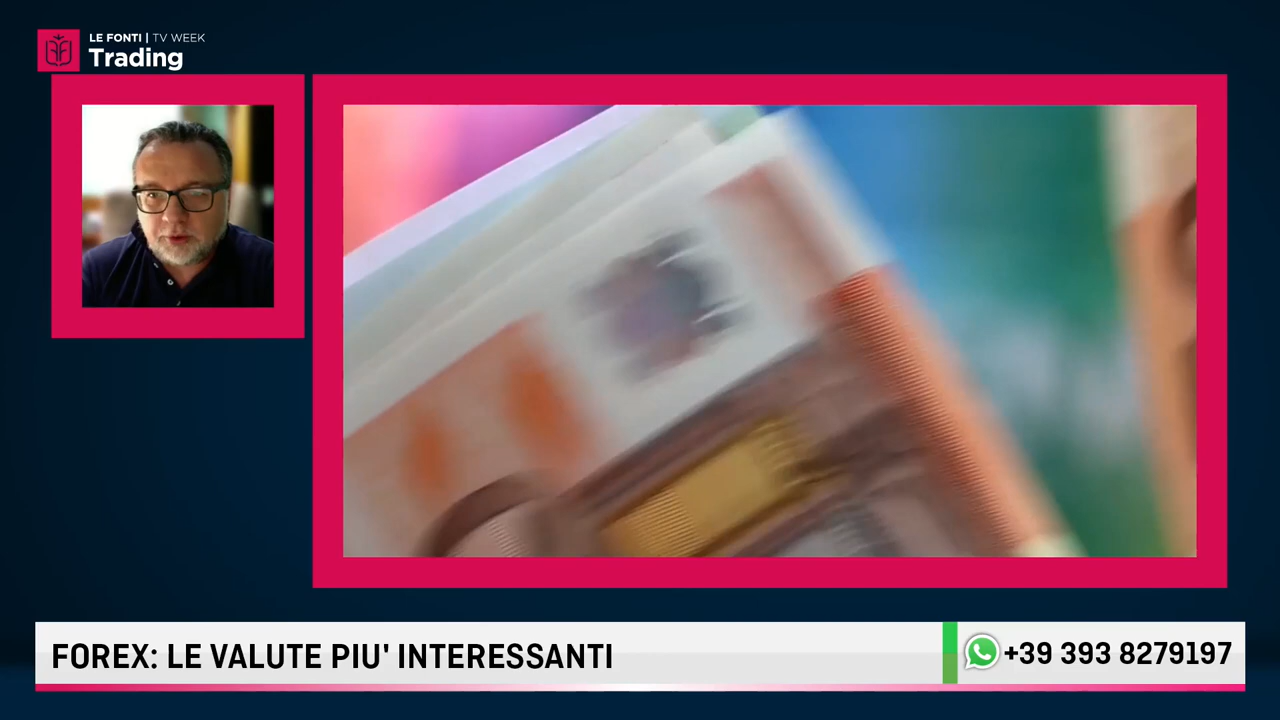 LE FONTI | TV WEEK
Trading
FOREX: LE VALUTE PIU' INTERESSANTI
+39 393 8279197